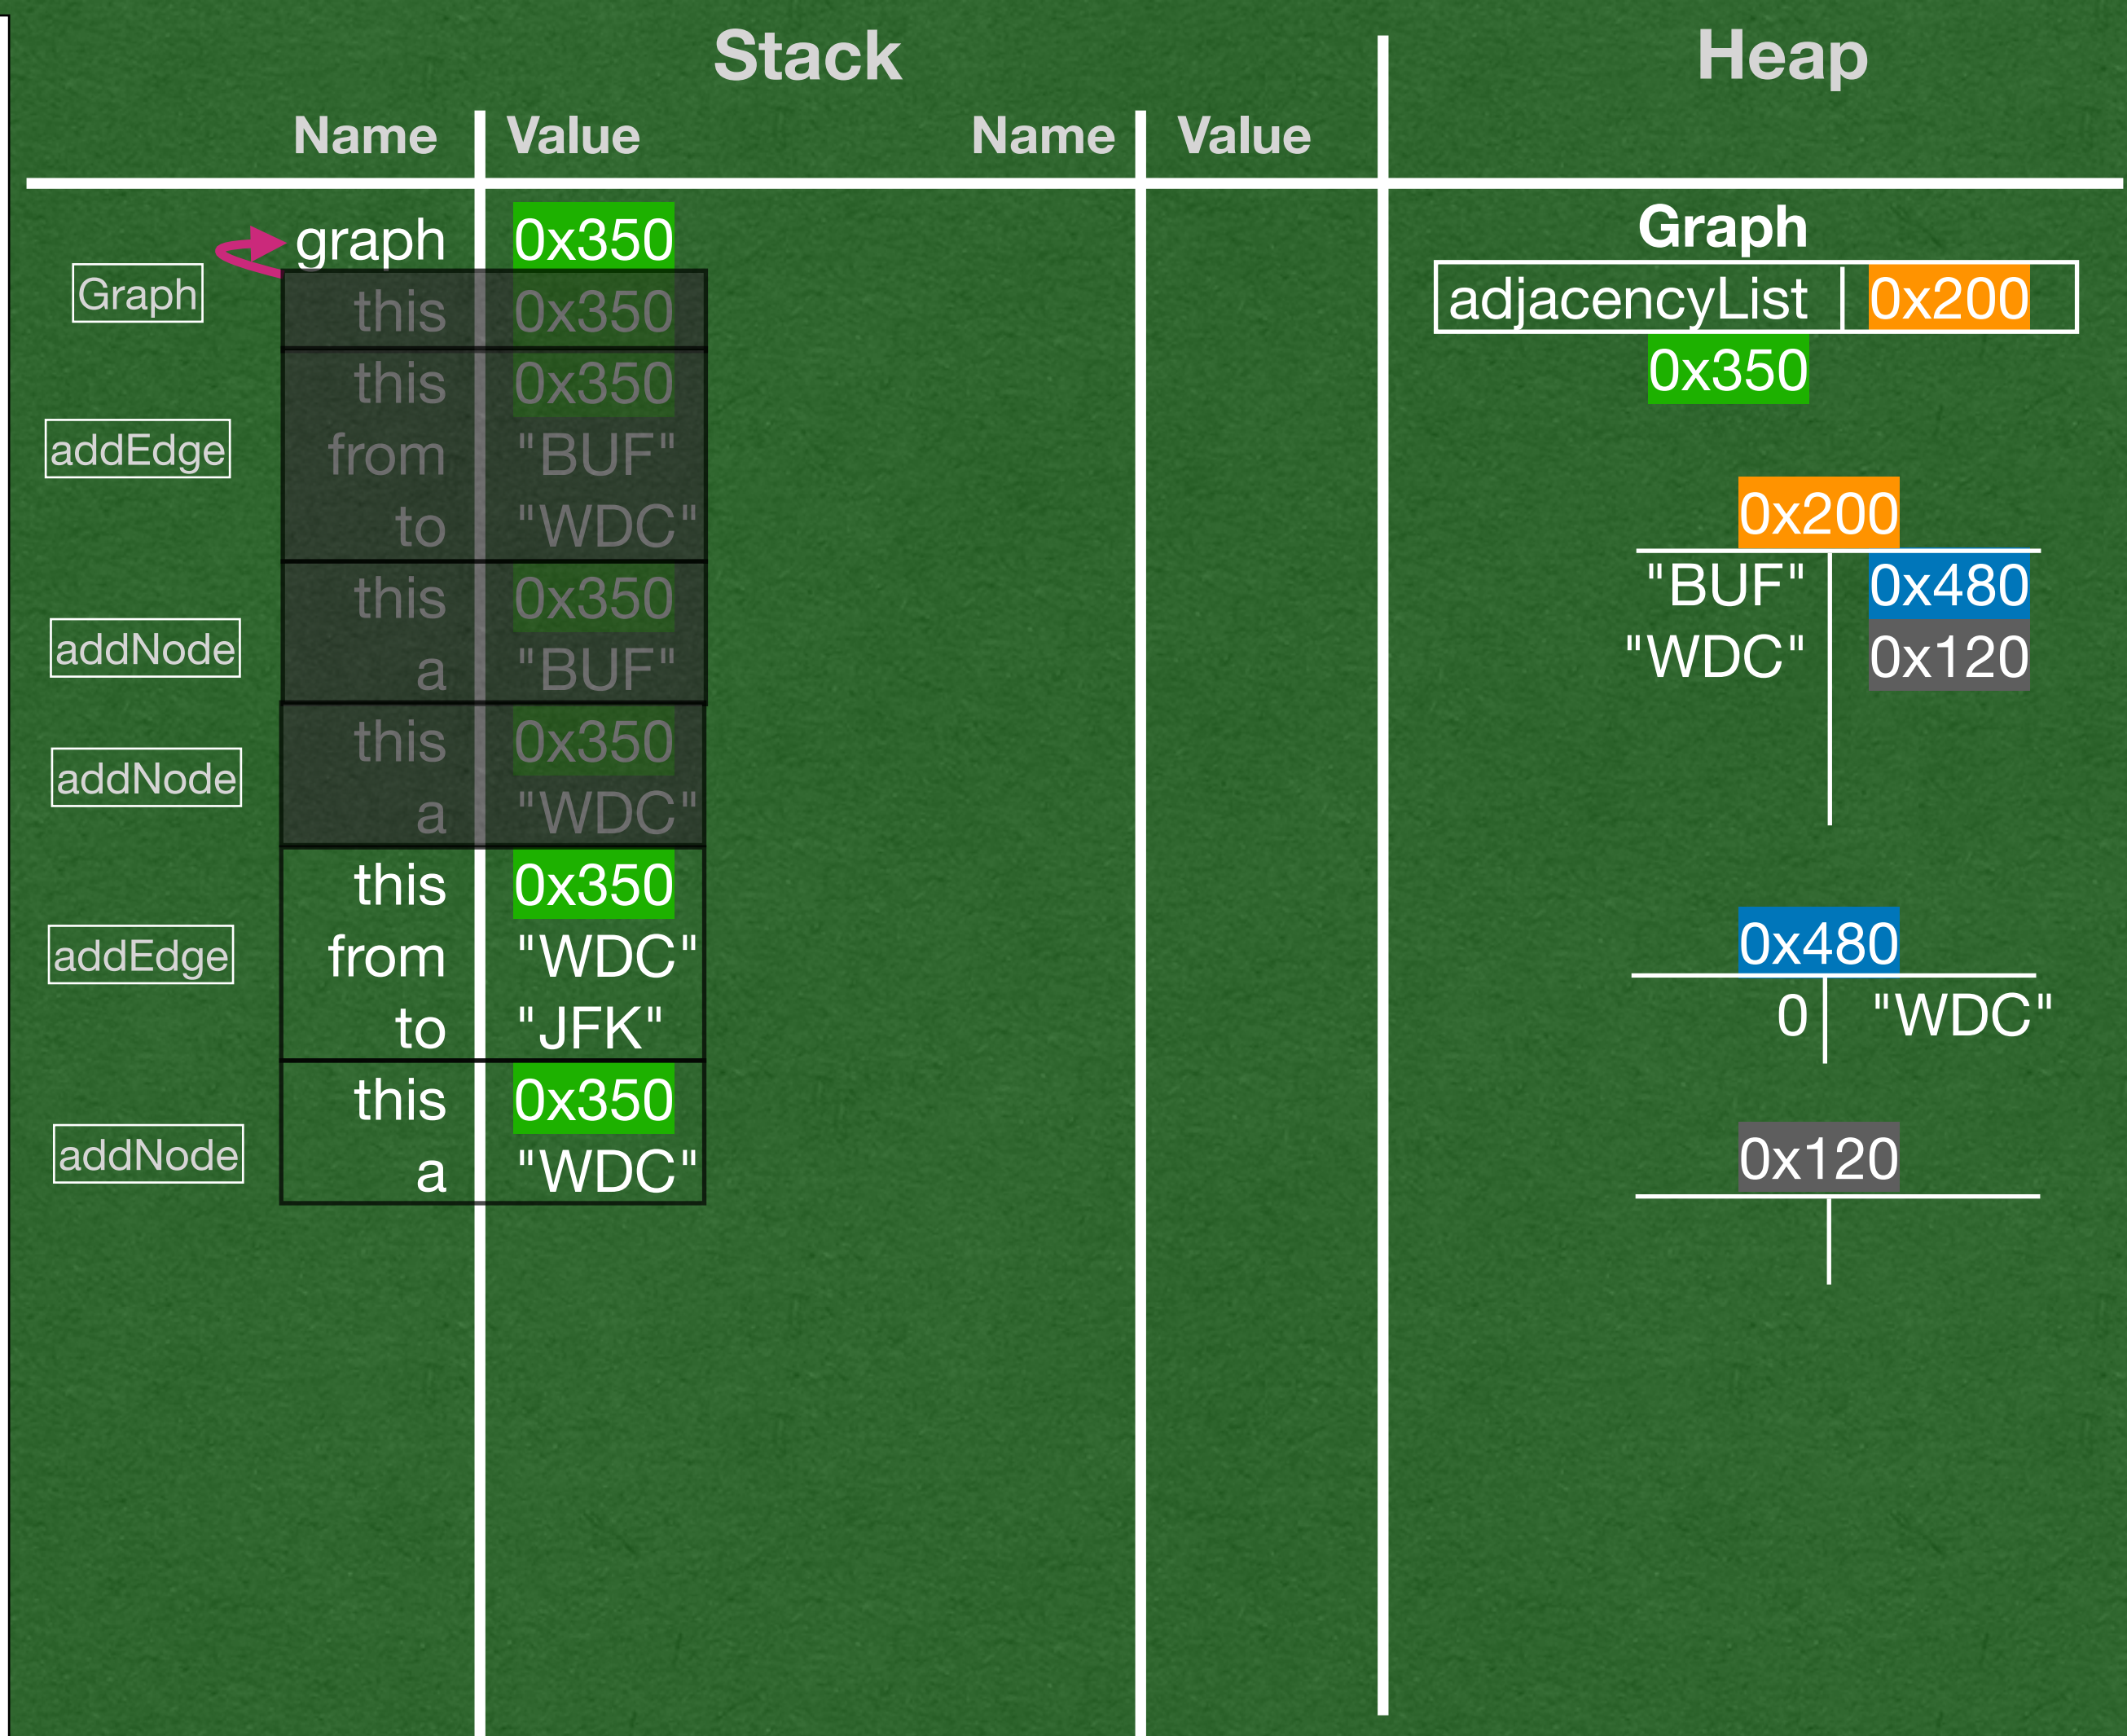 Stack
Heap
Name Value Name Value
graph 0x350
Graph
this 0x350
this 0x350
addEdge
from "BUF"
to "WDC"
this 0x350
addNode
a "BUF"
this 0x350
addNode
a "WDC"
this 0x350
addEdge
from "WDC"
to "JFK"
this 0x350
addNode
a "WDC"
Graph
adjacencyList 0x200
0x350
0x200
"BUF" 0x480
"WDC" 0x120
0x480
0 "WDC"
0x120